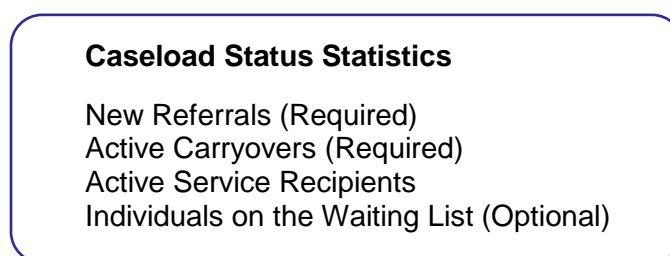 Caseload Status Statistics
New Referrals (Required)
Active Carryovers (Required)
Active Service Recipients
Individuals on the Waiting List (Optional)